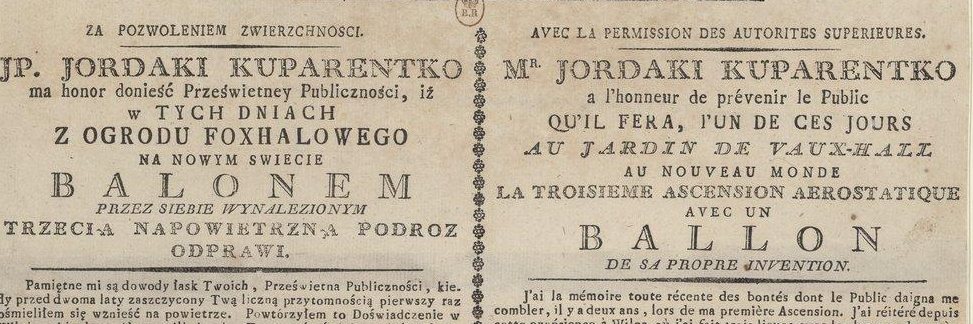 ZA POZWOLENIEM ZWIERZCHNOSCI.
JP. JORDAKI KUPARENTKO
ma honor donieść Prześwietney Publiczności, iż
w TYCH DNIACH
Z OGRODU FOXHALOWEGO
NA NOWYM SWIECIE
BALONEM
PRZEZ SIEBIE WYNALEZIONYM
TRZECIĄ NAPOWIETRZNĄ PODROZ
ODPRAWI.
Pamiętne mi są dowody łask Twoich, Prześwietna Publiczności, kie-
dy przed dwoma laty zaszczycony Twą liczną przytomnością pierwszy raz
ośmieliłem się wznieść na powietrze. Powtórzyłem to Doświadczenie w
AVEC LA PERMISSION DES AUTORITES SUPERIEURES.
MR. JORDAKI KUPARENTKO
a l'honneur de prévenir le Public
QU'IL FERA, l'UN DE CES JOURS
AU JARDIN DE VAUX-HALL
AU NOUVEAU MONDE
LA TROISIEME ASCENSION AEROSTATIQUE
AVEC UN
BALLON
DE SA PROPRE INVENTION.
J'ai la mémoire toute récente des bontés dont le Public daigna me
combler, il y a deux ans, lors de ma première Ascension. J'ai réitéré depuis